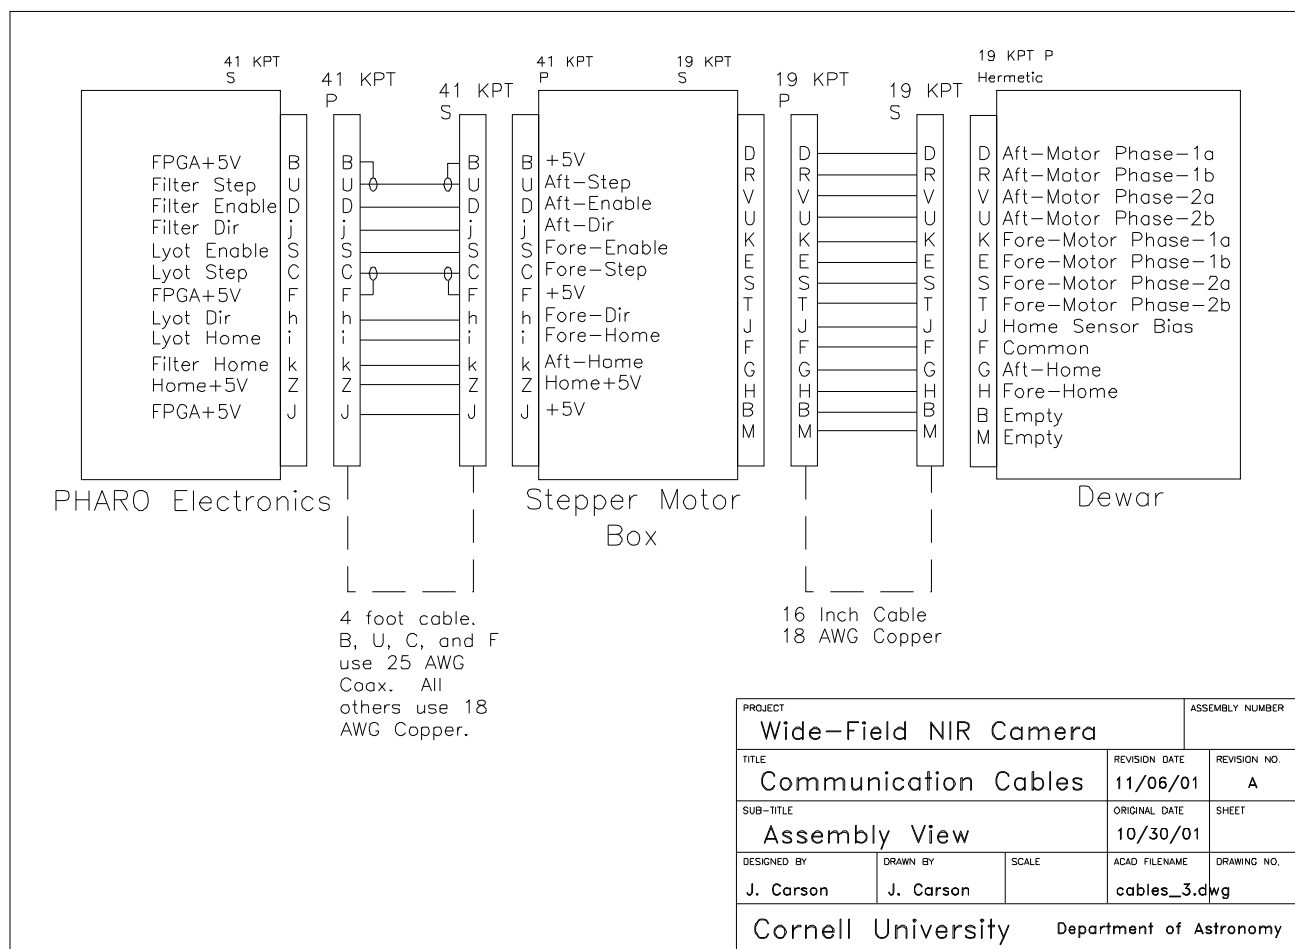 41 KPT
S
41 KPT
P
41 KPT
S
41 KPT
P
19 KPT
S
19 KPT
P
19 KPT
S
19 KPT P
Hermetic
FPGA+5V B B B B +5V
Filter Step U U U U Aft-Step
Filter Enable D D D D Aft-Enable
Filter Dir j j j j Aft-Dir
Lyot Enable S S S S Fore-Enable
Lyot Step C C C C Fore-Step
FPGA+5V F F F F +5V
Lyot Dir h h h h Fore-Dir
Lyot Home i i i i Fore-Home
Filter Home k k k k Aft-Home
Home+5V Z Z Z Z Home+5V
FPGA+5V J J J J +5V
D D D D Aft-Motor Phase-1a
R R R R Aft-Motor Phase-1b
V V V V Aft-Motor Phase-2a
U U U U Aft-Motor Phase-2b
K K K K Fore-Motor Phase-1a
E E E E Fore-Motor Phase-1b
S S S S Fore-Motor Phase-2a
T T T T Fore-Motor Phase-2b
J J J J Home Sensor Bias
F F F F Common
G G G G Aft-Home
H H H H Fore-Home
B B B B Empty
M M M M Empty
PHARO Electronics
Stepper Motor
Box
Dewar
4 foot cable.
B, U, C, and F
use 25 AWG
Coax. All
others use 18
AWG Copper.
16 Inch Cable
18 AWG Copper
PROJECT
Wide-Field NIR Camera
ASSEMBLY NUMBER
TITLE
Communication Cables
REVISION DATE
11/06/01
REVISION NO.
A
SUB-TITLE
Assembly View
ORIGINAL DATE
10/30/01
SHEET
DESIGNED BY
J. Carson
DRAWN BY
J. Carson
SCALE
ACAD FILENAME
cables_3.dwg
DRAWING NO.
Cornell University Department of Astronomy